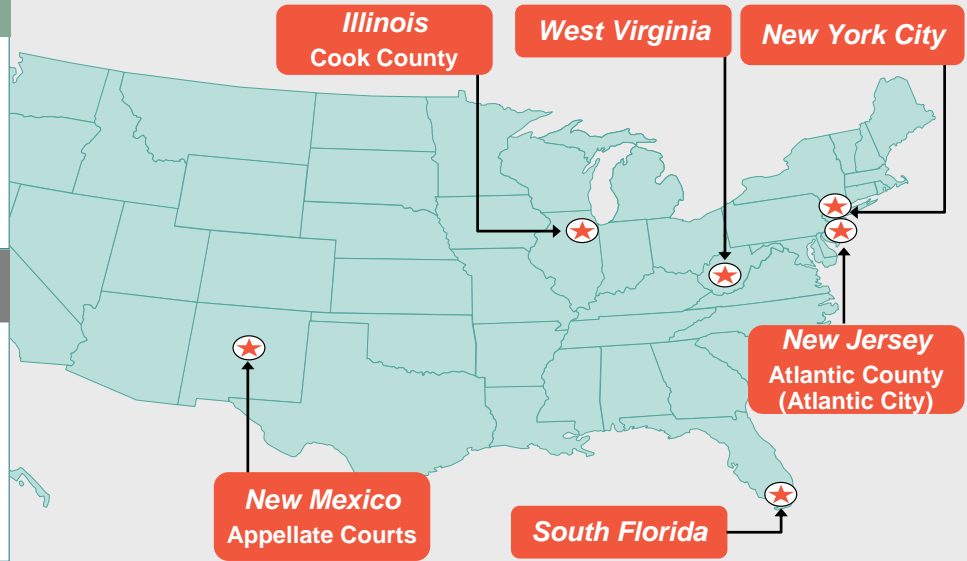 Illinois
Cook County
West Virginia
New York City
New Jersey
Atlantic County
(Atlantic City)
New Mexico
Appellate Courts
South Florida